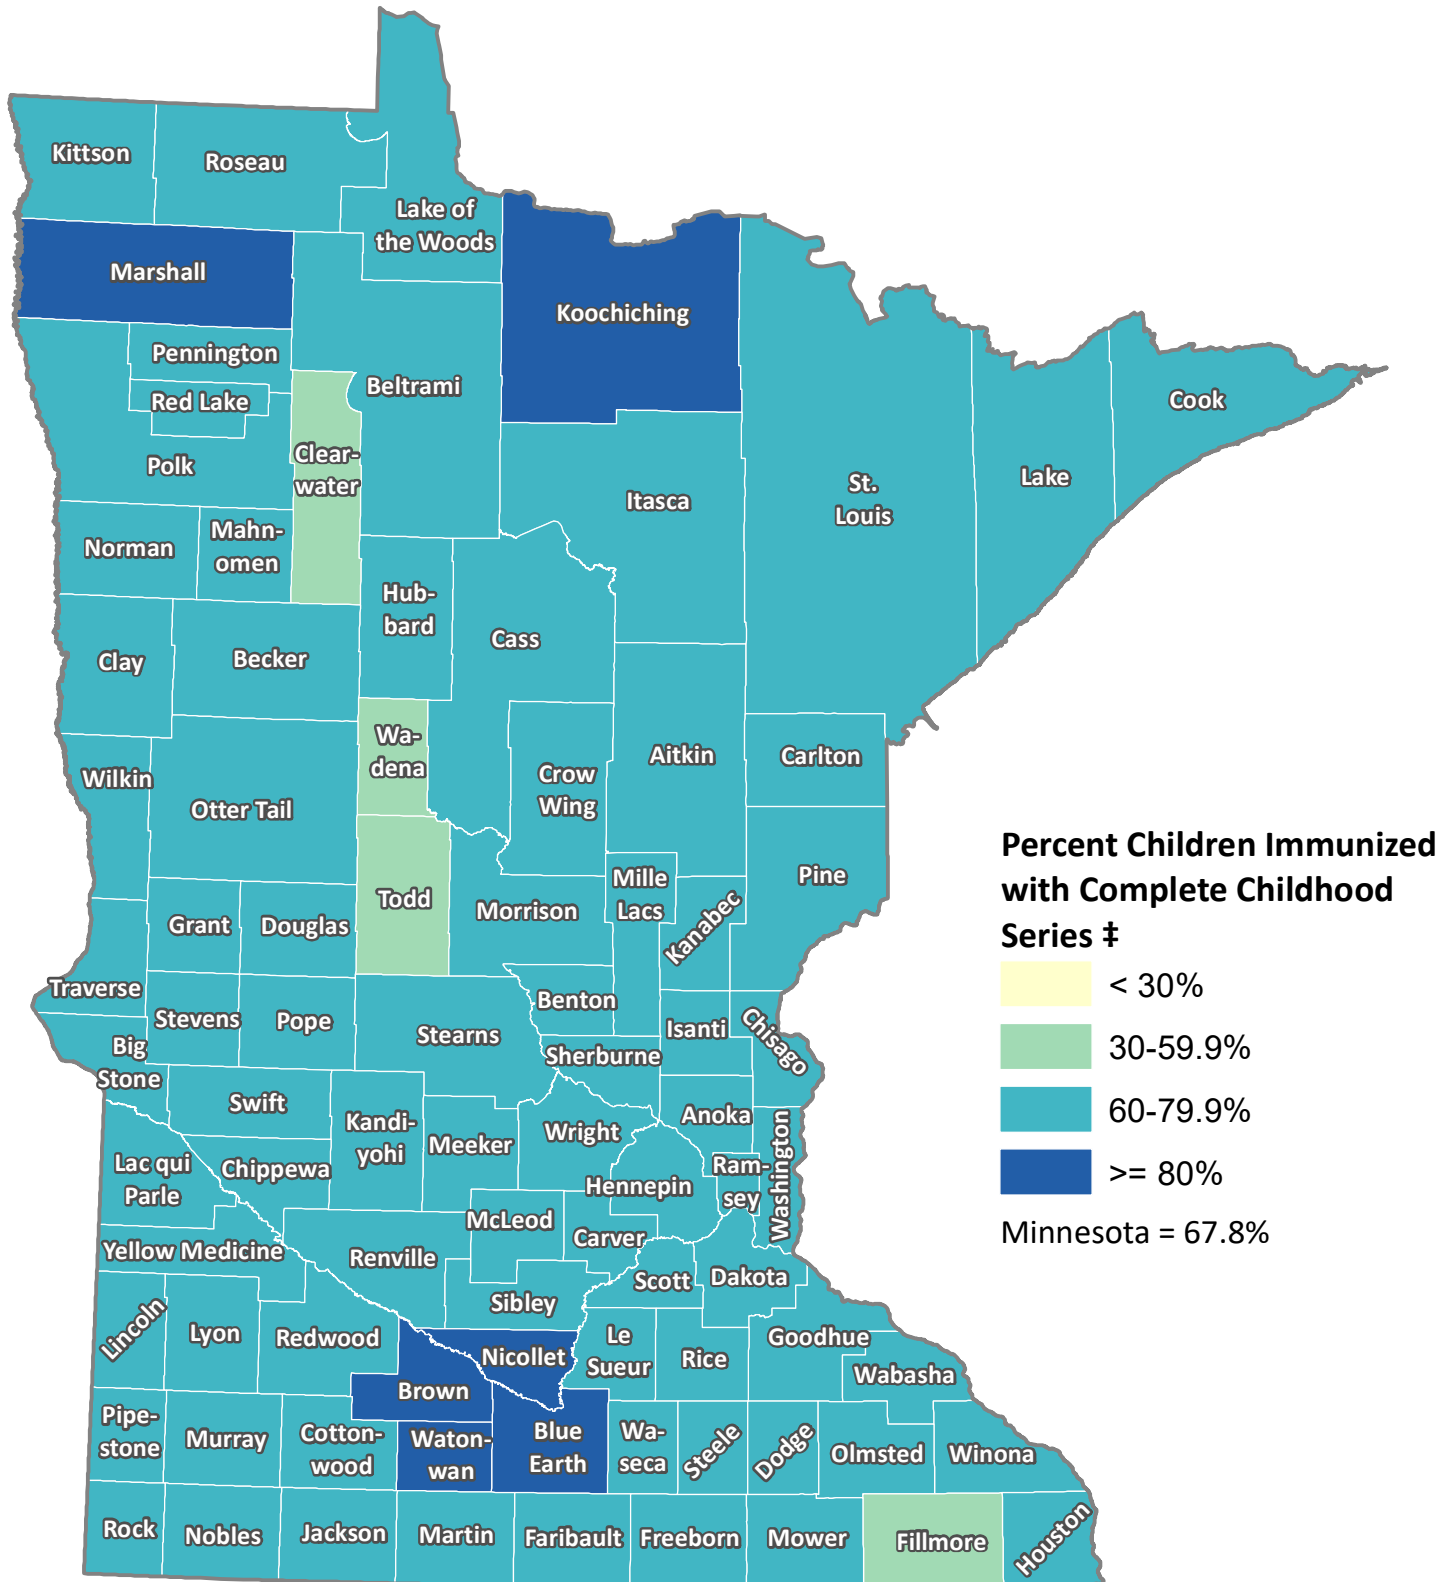 Kittson
Roseau
Lake of
the Woods
Marshall
Koochiching
Pennington
Red Lake
Beltrami
Cook
Clear-
water
Polk
Itasca
St.
Louis
Lake
Norman
Mahn-
omen
Hub-
bard
Cass
Clay
Becker
Wa-
dena
Aitkin
Carlton
Crow
Wing
Wilkin
Otter Tail
Todd
Mille
Lacs
Pine
Morrison
Kanabec
Grant
Douglas
Traverse
Benton
Stevens
Pope
Stearns
Isanti
Chisago
Big
Stone
Sherburne
Swift
Kandi-
yohi
Meeker
Wright
Anoka
Washington
Lac qui
Parle
Chippewa
Ram-
sey
Hennepin
McLeod
Carver
Yellow Medicine
Renville
Scott
Dakota
Sibley
Lincoln
Lyon
Redwood
Nicollet
Le
Sueur
Rice
Goodhue
Wabasha
Brown
Pipe-
stone
Murray
Cotton-
wood
Waton-
wan
Blue
Earth
Wa-
seca
Steele
Dodge
Olmsted
Winona
Rock
Nobles
Jackson
Martin
Faribault
Freeborn
Mower
Fillmore
Houston
Percent Children Immunized
with Complete Childhood
Series ‡
< 30%
30-59.9%
60-79.9%
>= 80%
Minnesota = 67.8%